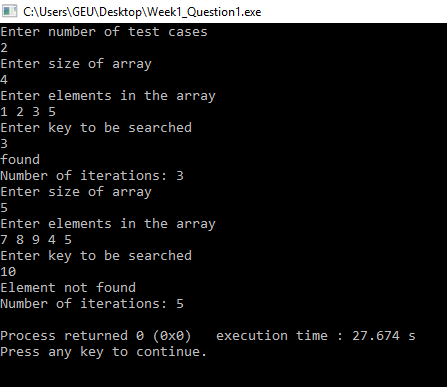 C:\Users\GEU\Desktop\Week1_Question1.exe
Enter number of test cases
2
Enter size of array
4
Enter elements in the array
1 2 3 5
Enter key to be searched
3
found
Number of iterations: 3
Enter size of array
5
Enter elements in the array
7 8 9 4 5
Enter key to be searched
10
Element not found
Number of iterations: 5

Process returned 0 (0x0)   execution time : 27.674 s
Press any key to continue.